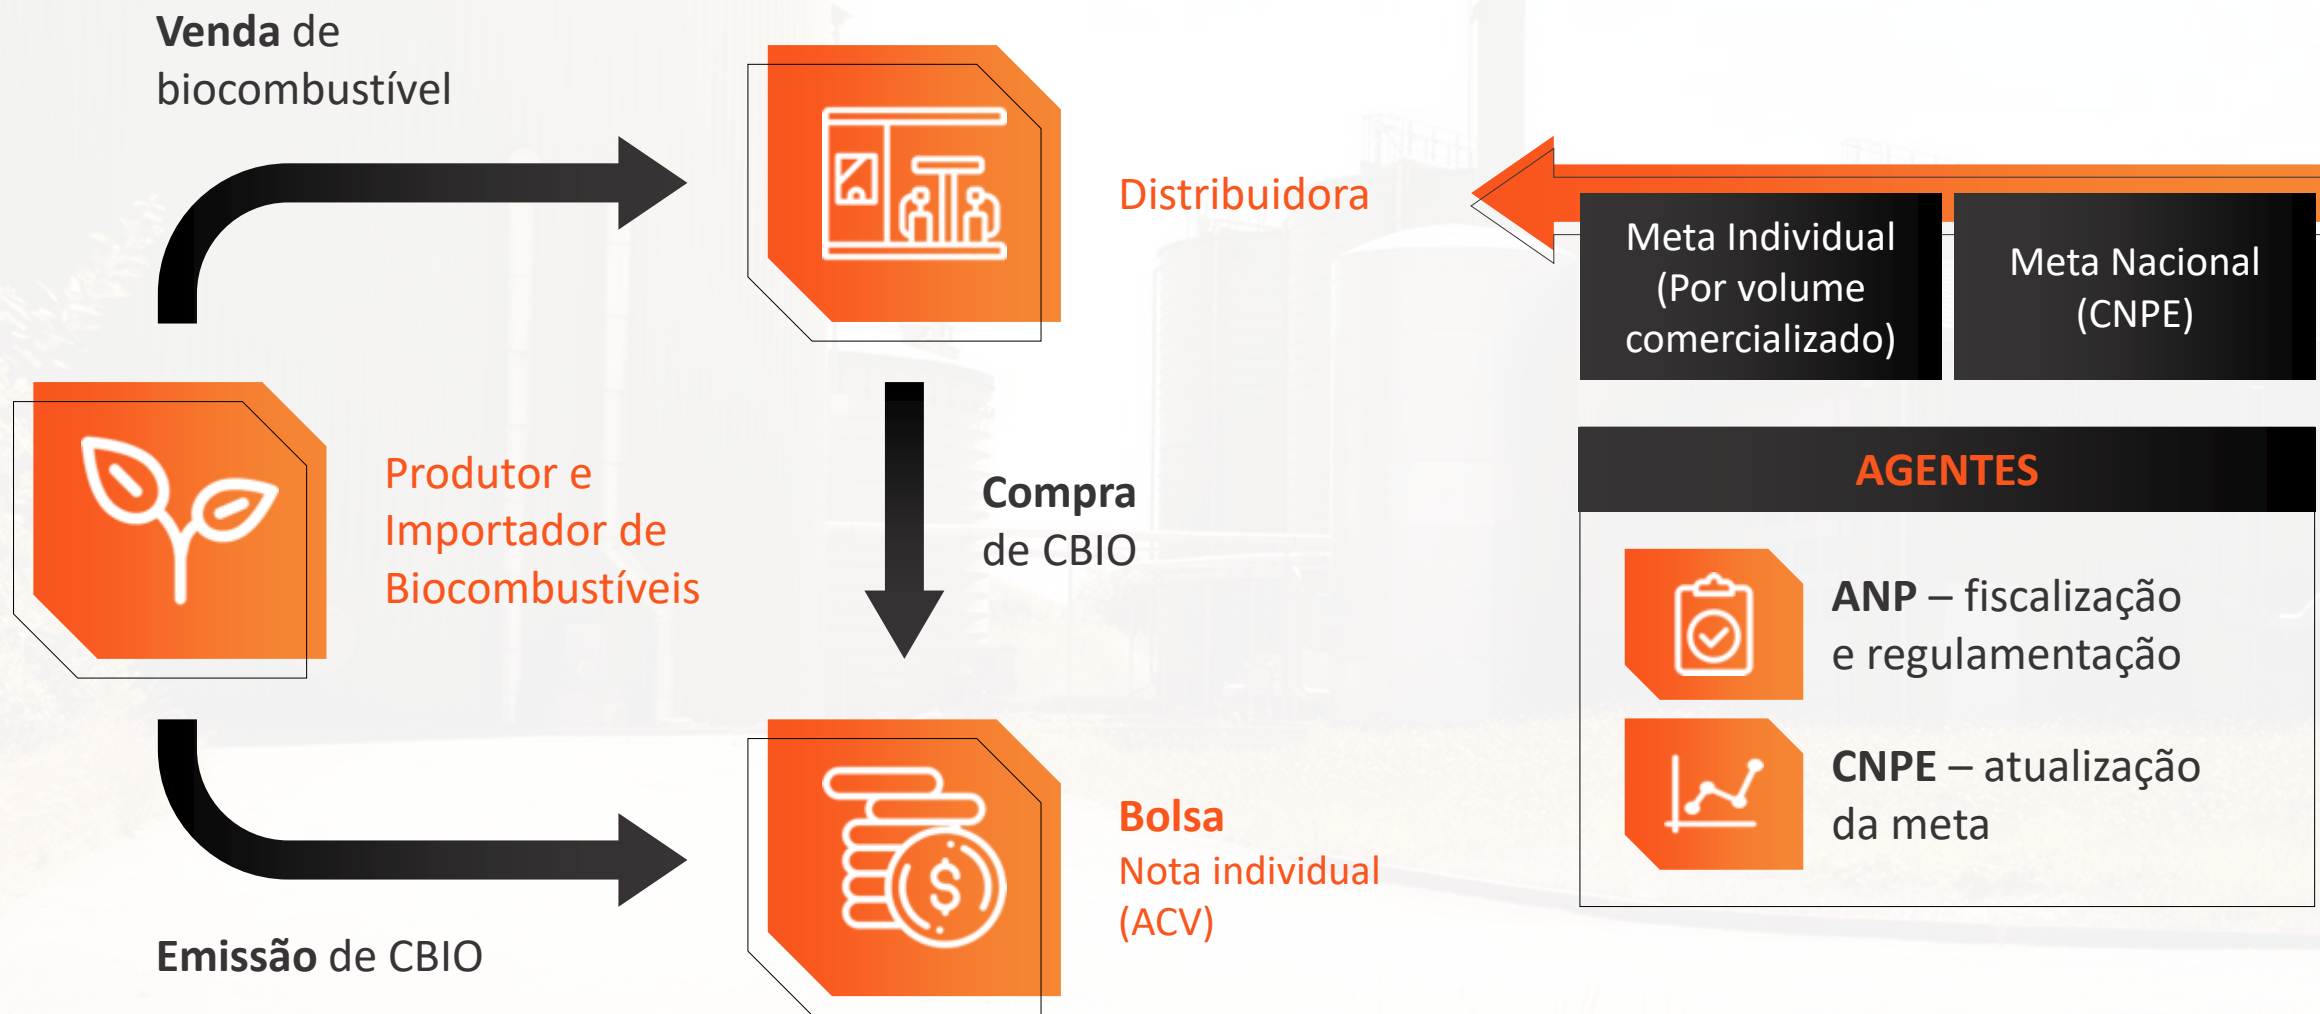 Venda de
biocombustível
Distribuidora
Meta Individual
(Por volume
comercializado)
Meta Nacional
(CNPE)
Produtor e
Importador de
Biocombustíveis
Compra
de CBIO
AGENTES
ANP – fiscalização
e regulamentação
CNPE – atualização
da meta
Bolsa
Nota individual
(ACV)
Emissão de CBIO